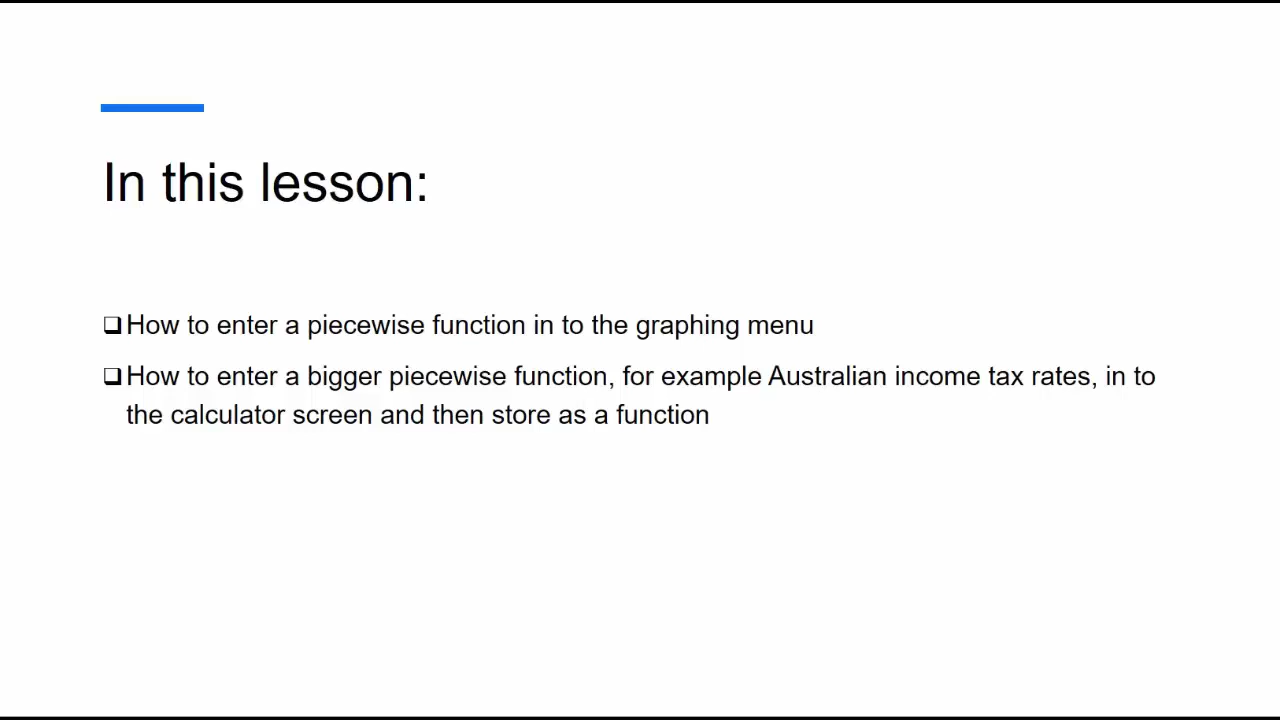 In this lesson:
❑How to enter a piecewise function in to the graphing menu
❑How to enter a bigger piecewise function, for example Australian income tax rates, in to
the calculator screen and then store as a function